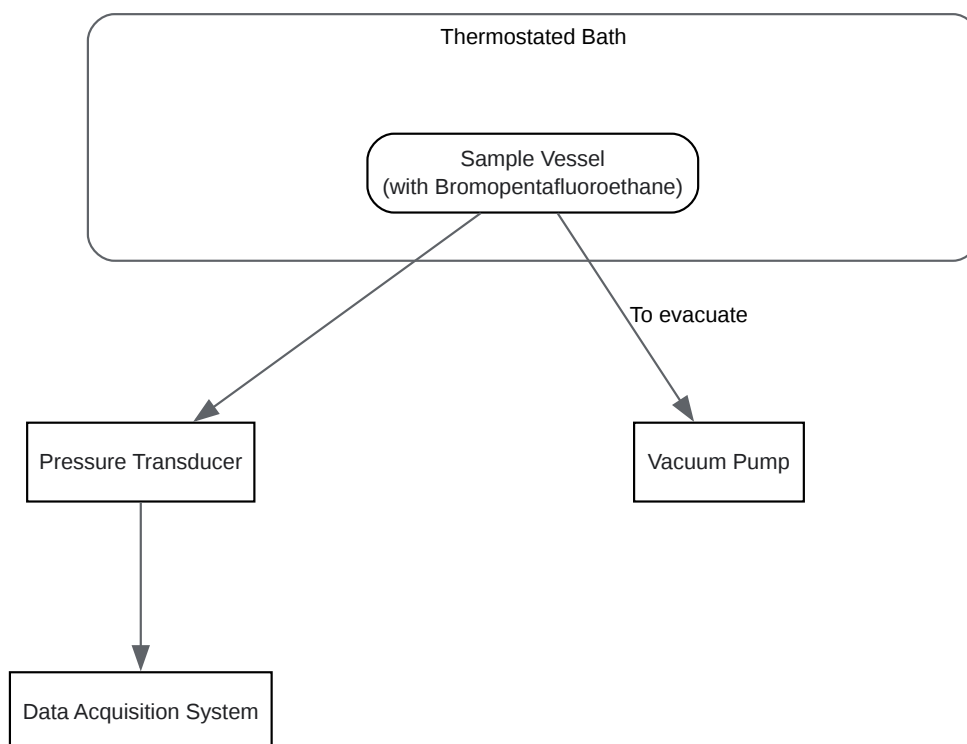 Thermostated Bath
Sample Vessel
(with Bromopentafluoroethane)
To evacuate
Pressure Transducer
Vacuum Pump
Data Acquisition System